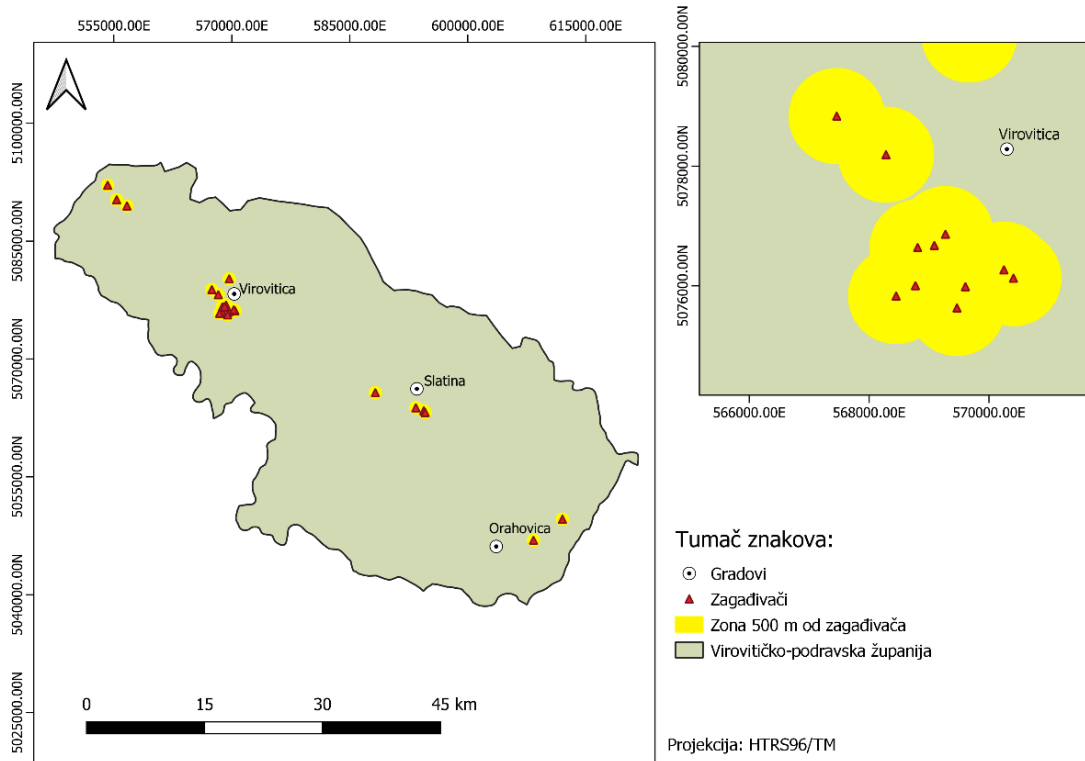 555000.00E 570000.00E 585000.00E 600000.00E 615000.00E
5100000.00N
5085000.00N
5070000.00N
5055000.00N
5040000.00N
5025000.00N
Virovitica
Slatina
Orahovica
0 15 30 45 km
5080000.00N
5078000.00N
5076000.00N
Virovitica
566000.00E 568000.00E 570000.00E
Tumač znakova:
Gradovi
Zagađivači
Zona 500 m od zagađivača
Virovitičko-podravska županija
Projekcija: HTRS96/TM